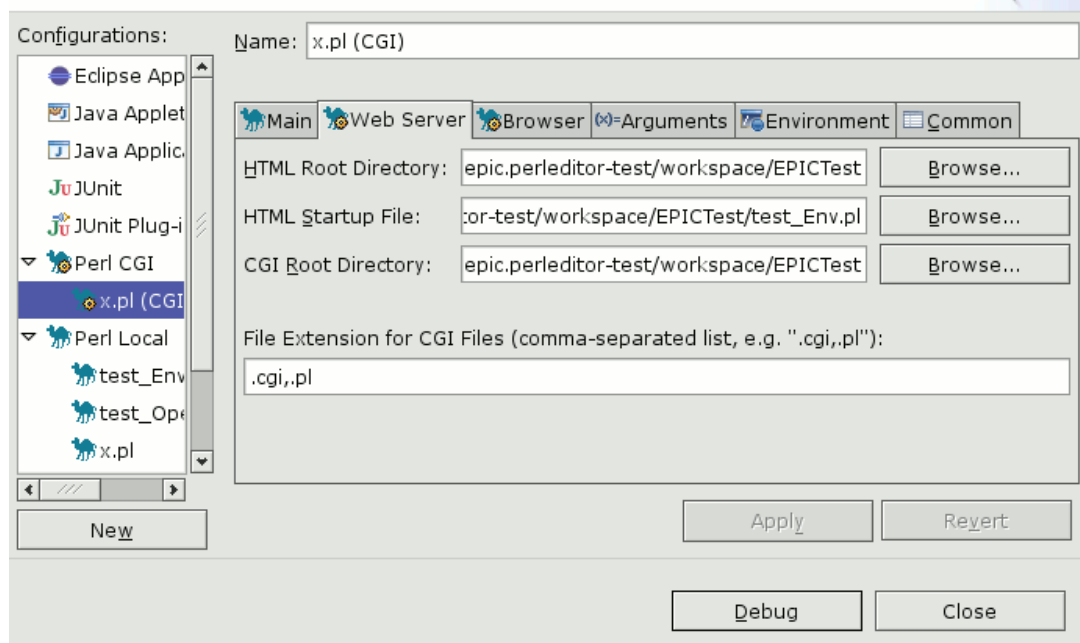 Configurations:
Eclipse App
Java Applet
Java Applic
JUnit
JUnit Plug-i
Perl CGI
x.pl (CGI
Perl Local
test_Env
test_Ope
x.pl
New
Name: x.pl (CGI)
Main Web Server Browser (x)=Arguments Environment Common
HTML Root Directory: epic.perleditor-test/workspace/EPICTest Browse...
HTML Startup File: tor-test/workspace/EPICTest/test_Env.pl Browse...
CGI Root Directory: epic.perleditor-test/workspace/EPICTest Browse...
File Extension for CGI Files (comma-separated list, e.g. ".cgi,.pl"):
.cgi,.pl
Apply Revert
Debug Close